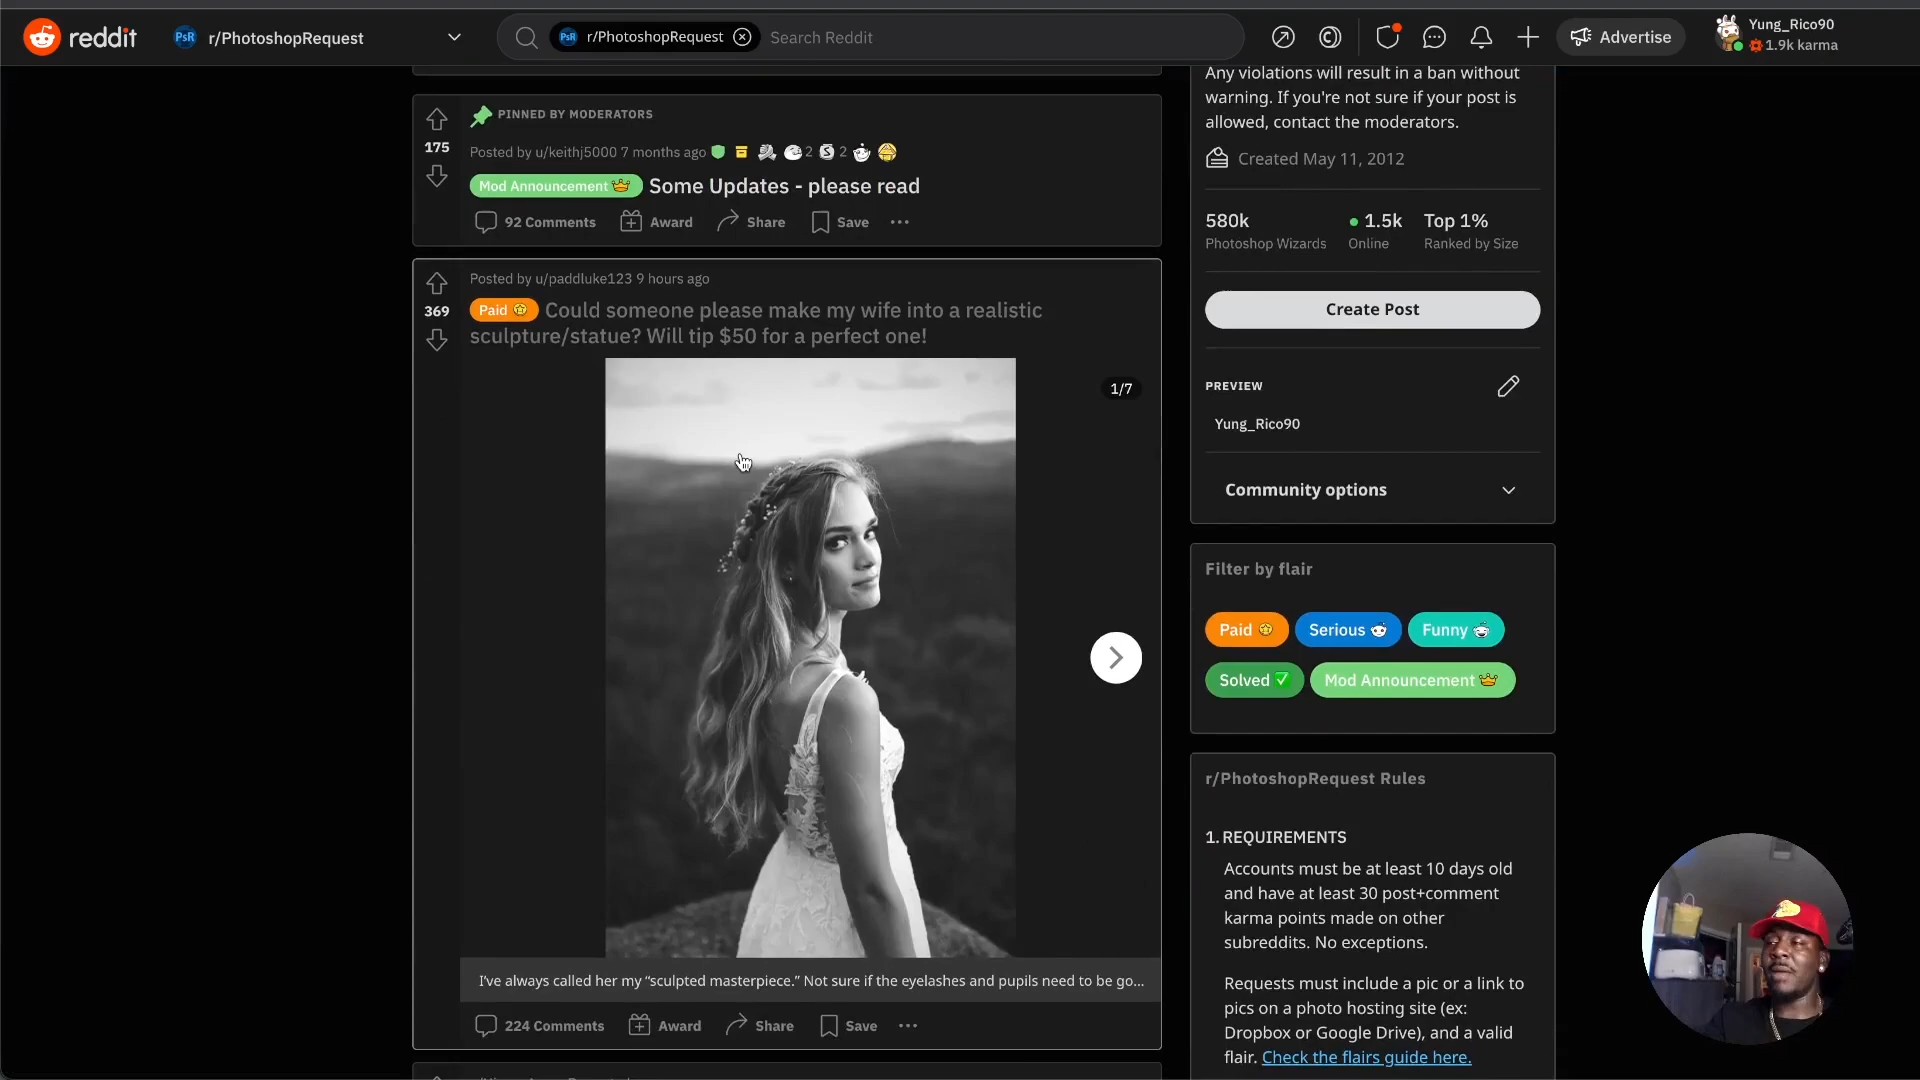 reddit
PsR r/PhotoshopRequest
PsR r/PhotoshopRequest Search Reddit
Advertise
Yung_Rico90
1.9k karma
PINNED BY MODERATORS
175
Posted by u/keithj5000 7 months ago 2 2
Mod Announcement Some Updates - please read
92 Comments Award Share Save
369
Posted by u/paddluke123 9 hours ago
Paid Could someone please make my wife into a realistic
sculpture/statue? Will tip $50 for a perfect one!
1/7
I've always called her my “sculpted masterpiece.” Not sure if the eyelashes and pupils need to be go...
224 Comments Award Share Save
Any violations will result in a ban without
warning. If you're not sure if your post is
allowed, contact the moderators.
Created May 11, 2012
580k 1.5k Top 1%
Photoshop Wizards Online Ranked by Size
Create Post
PREVIEW
Yung_Rico90
Community options
Filter by flair
Paid Serious Funny
Solved Mod Announcement
r/PhotoshopRequest Rules
1. REQUIREMENTS
Accounts must be at least 10 days old
and have at least 30 post+comment
karma points made on other
subreddits. No exceptions.
Requests must include a pic or a link to
pics on a photo hosting site (ex:
Dropbox or Google Drive), and a valid
flair. Check the flairs guide here.